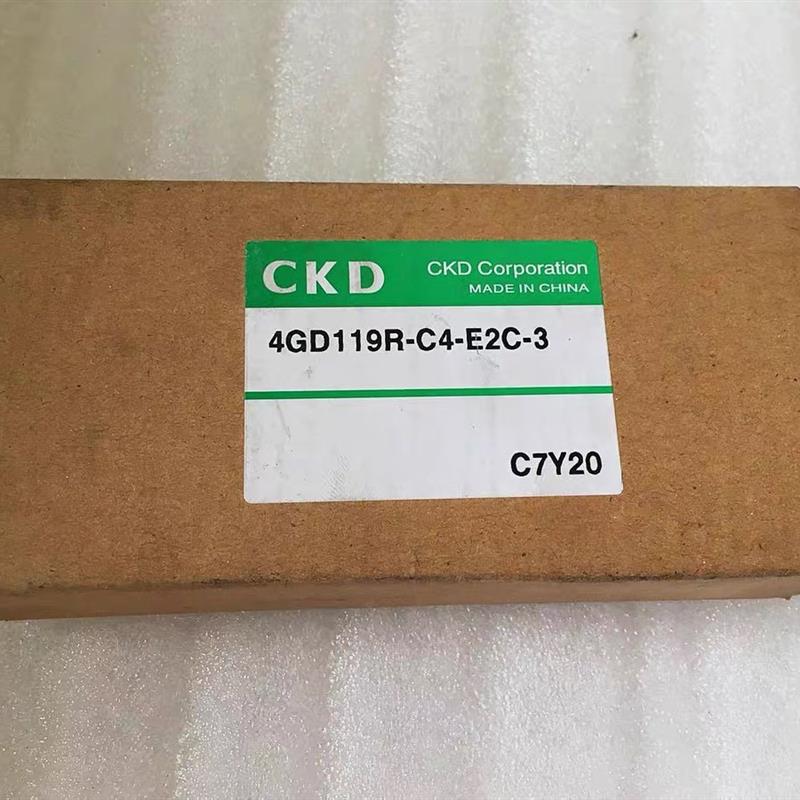 CKD
CKD Corporation
MADE IN CHINA
4GD119R-C4-E2C-3
C7Y20